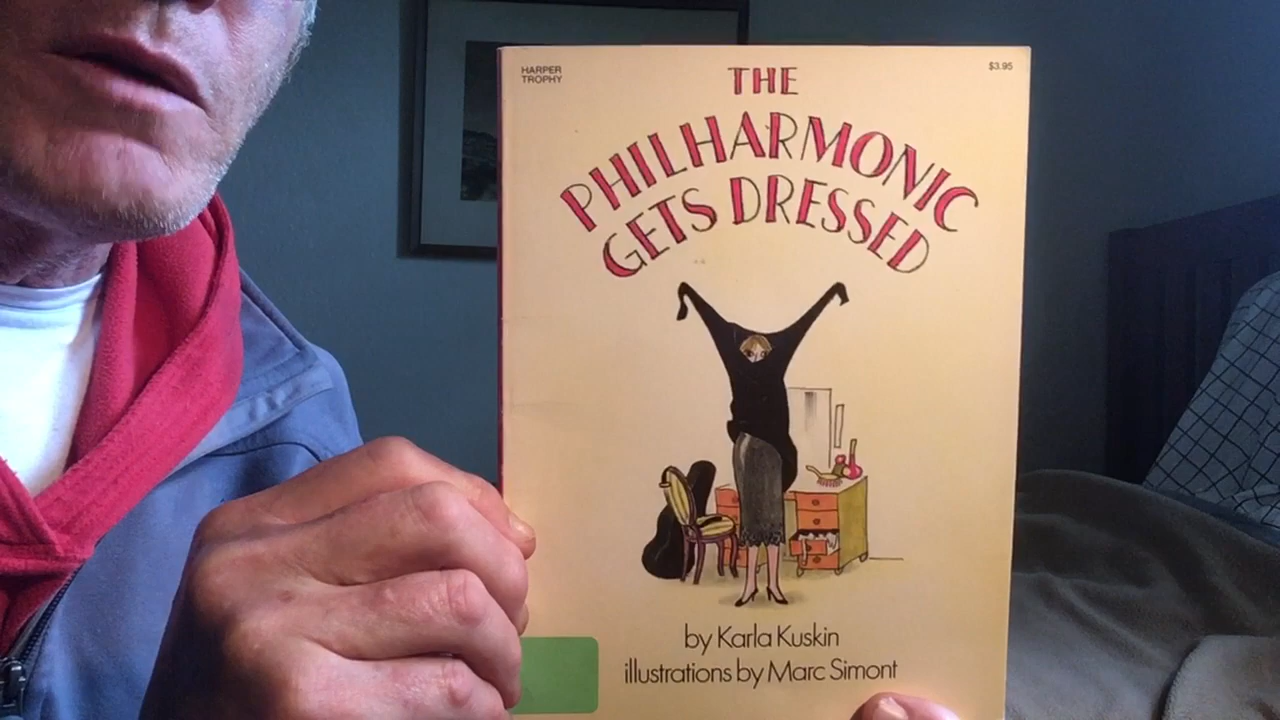 HARPER
TROPHY
$3.95
THE
PHILHARMONIC
GETS DRESSED
by Karla Kuskin
illustrations by Marc Simont